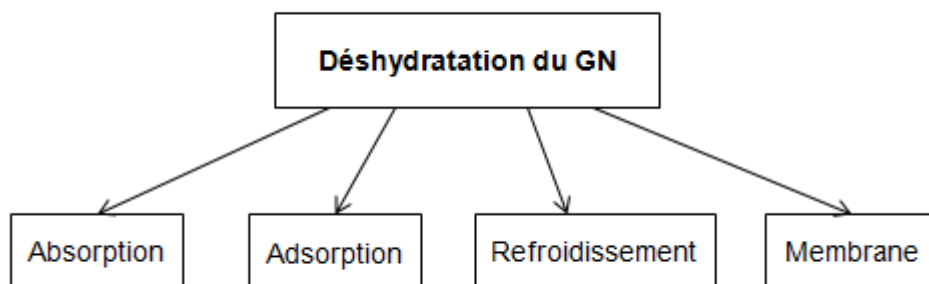 Déshydratation du GN
Absorption
Adsorption
Refroidissement
Membrane